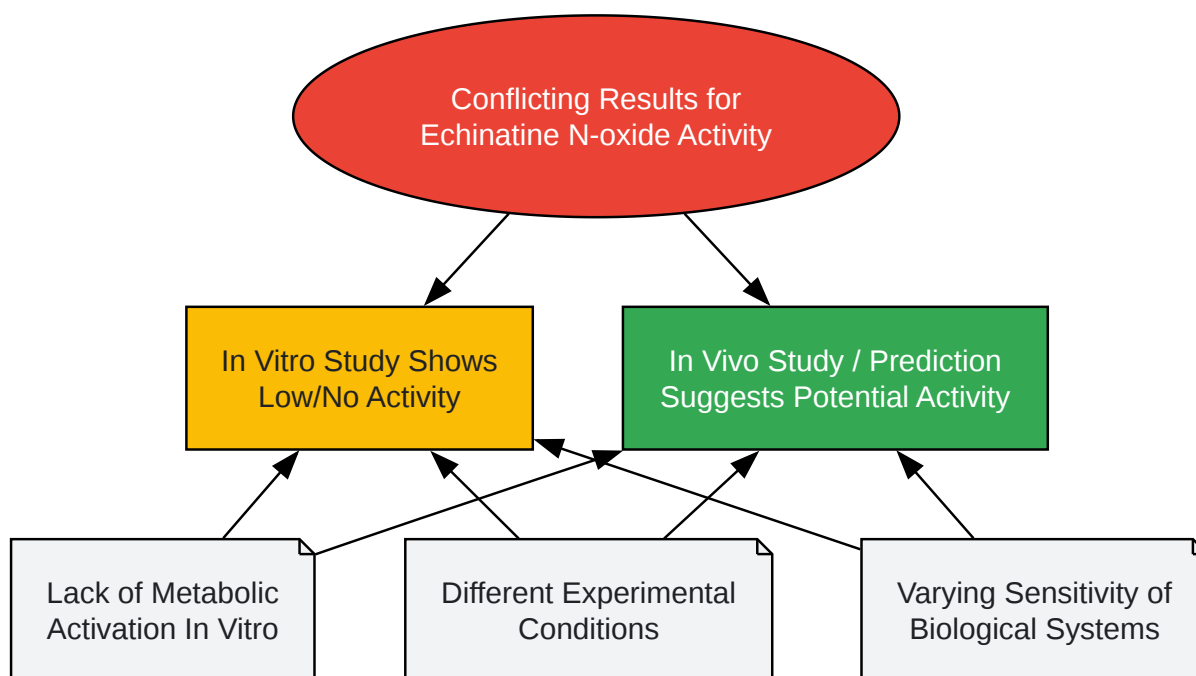 Conflicting Results for
Echinatine N-oxide Activity
In Vitro Study Shows
Low/No Activity
In Vivo Study / Prediction
Suggests Potential Activity
Lack of Metabolic
Activation In Vitro
Different Experimental
Conditions
Varying Sensitivity of
Biological Systems